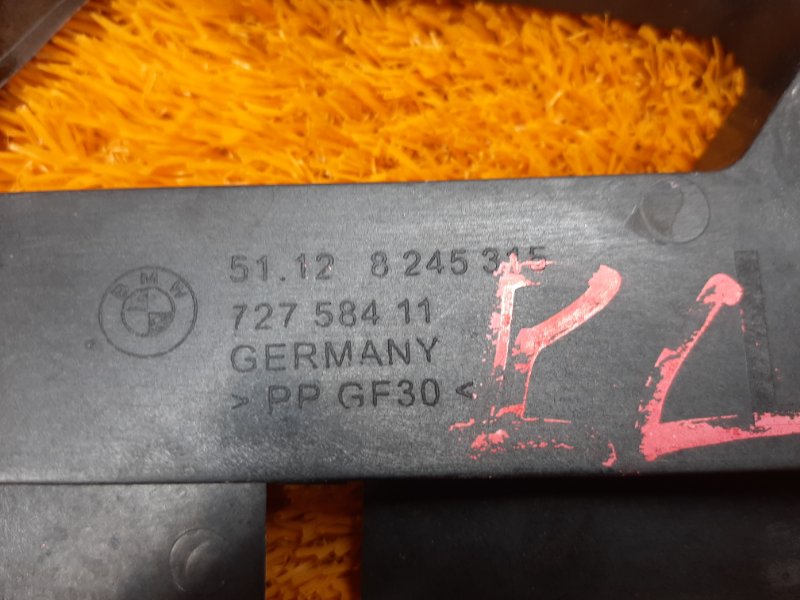 BMW
51.12 8 245 315
727 584 11
GERMANY
> PP GF30 <